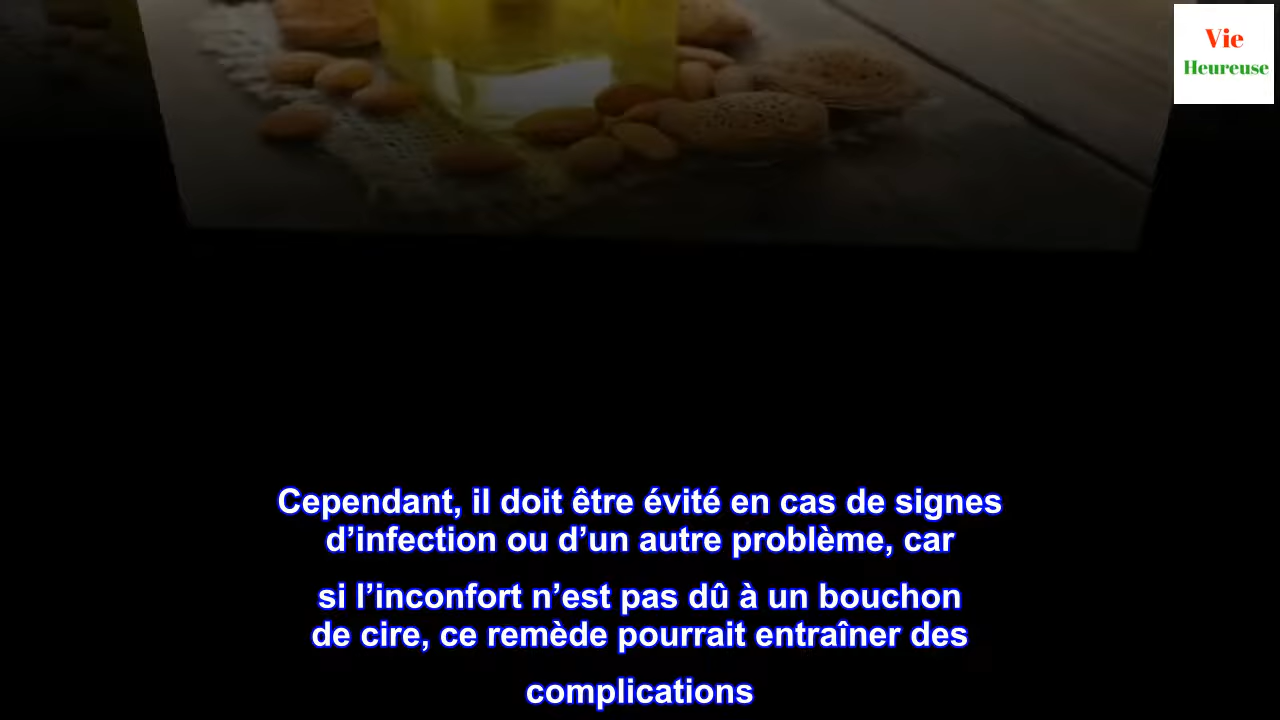 Vie
Heureuse
Cependant, il doit être évité en cas de signes
d’infection ou d’un autre problème, car
si l’inconfort n’est pas dû à un bouchon
de cire, ce remède pourrait entraîner des
complications